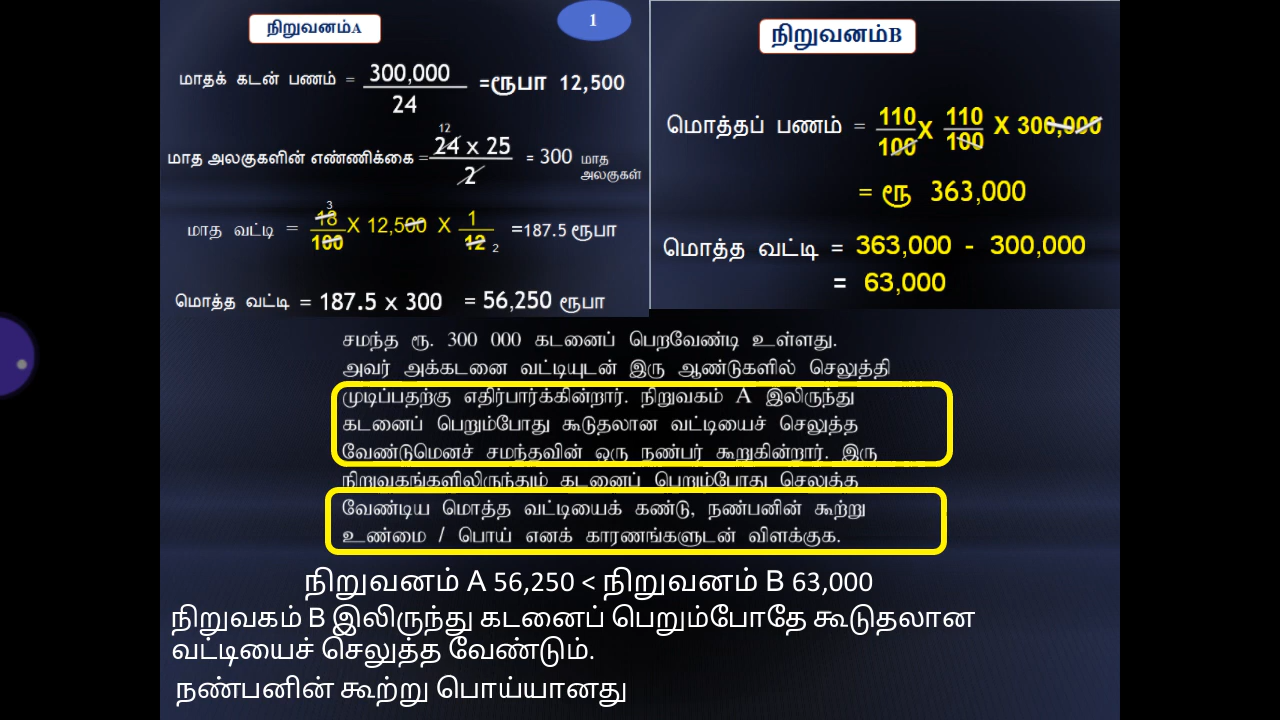 நிறுவனம்A
1
மாதக் கடன் பணம் = 300,000 / 24 =ரூபா 12,500
மாத அலகுகளின் எண்ணிக்கை = 12 24 x 25 / 2 = 300 மாத அலகுகள்
மாத வட்டி = 3 18 / 100 X 12,500 X 1 / 12 2 =187.5 ரூபா
மொத்த வட்டி = 187.5 x 300 = 56,250 ரூபா
நிறுவனம்B
மொத்தப் பணம் = 110 / 100 X 110 / 100 X 300,000
= ரூ 363,000
மொத்த வட்டி = 363,000 - 300,000
= 63,000
சமந்த ரூ. 300 000 கடனைப் பெறவேண்டி உள்ளது.
அவர் அக்கடனை வட்டியுடன் இரு ஆண்டுகளில் செலுத்தி
முடிப்பதற்கு எதிர்பார்க்கின்றார். நிறுவகம் A இலிருந்து
கடனைப் பெறும்போது கூடுதலான வட்டியைச் செலுத்த
வேண்டுமெனச் சமந்தவின் ஒரு நண்பர் கூறுகின்றார். இரு
நிறுவகங்களிலிருந்தும் கடனைப் பெறும்போது செலுத்த
வேண்டிய மொத்த வட்டியைக் கண்டு, நண்பனின் கூற்று
உண்மை / பொய் எனக் காரணங்களுடன் விளக்குக.
நிறுவனம் A 56,250 < நிறுவனம் B 63,000
நிறுவகம் B இலிருந்து கடனைப் பெறும்போதே கூடுதலான
வட்டியைச் செலுத்த வேண்டும்.
நண்பனின் கூற்று பொய்யானது